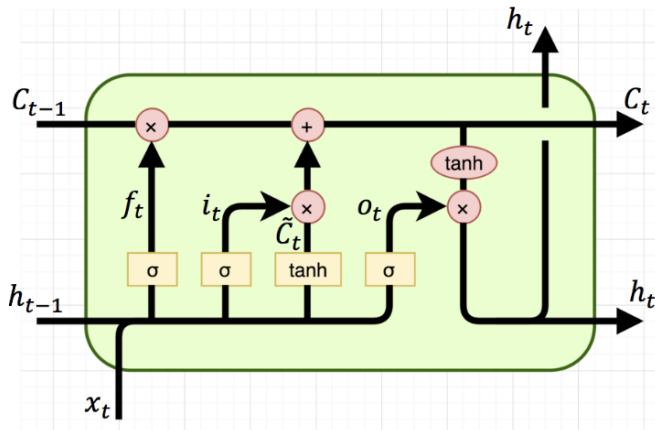 h_t
C_{t-1} × + C_t
tanh
f_t i_t × o_t ×
C̃_t
σ σ tanh σ
h_{t-1} h_t
x_t